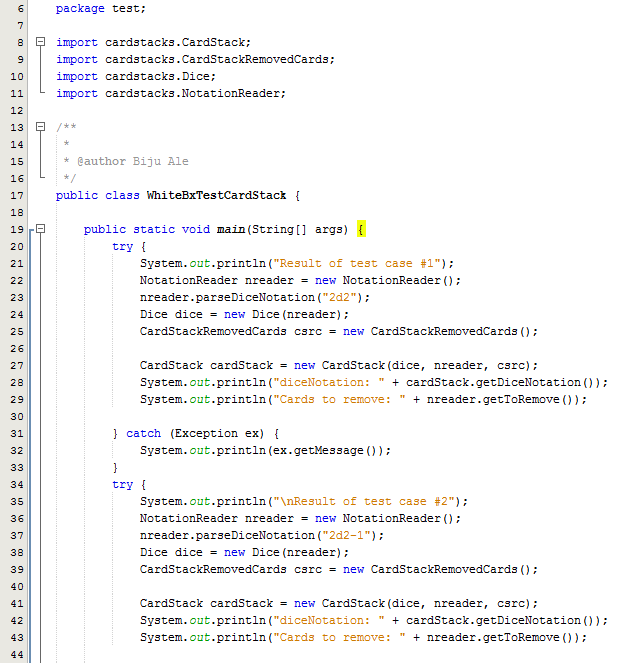 6 package test;
7
8 import cardstacks.CardStack;
9 import cardstacks.CardStackRemovedCards;
10 import cardstacks.Dice;
11 import cardstacks.NotationReader;
12
13 /**
14 *
15 * @author Biju Ale
16 */
17 public class WhiteBxTestCardStack {
18
19 public static void main(String[] args) {
20 try {
21 System.out.println("Result of test case #1");
22 NotationReader nreader = new NotationReader();
23 nreader.parseDiceNotation("2d2");
24 Dice dice = new Dice(nreader);
25 CardStackRemovedCards csrc = new CardStackRemovedCards();
26
27 CardStack cardStack = new CardStack(dice, nreader, csrc);
28 System.out.println("diceNotation: " + cardStack.getDiceNotation());
29 System.out.println("Cards to remove: " + nreader.getToRemove());
30
31 } catch (Exception ex) {
32 System.out.println(ex.getMessage());
33 }
34 try {
35 System.out.println("\nResult of test case #2");
36 NotationReader nreader = new NotationReader();
37 nreader.parseDiceNotation("2d2-1");
38 Dice dice = new Dice(nreader);
39 CardStackRemovedCards csrc = new CardStackRemovedCards();
40
41 CardStack cardStack = new CardStack(dice, nreader, csrc);
42 System.out.println("diceNotation: " + cardStack.getDiceNotation());
43 System.out.println("Cards to remove: " + nreader.getToRemove());
44